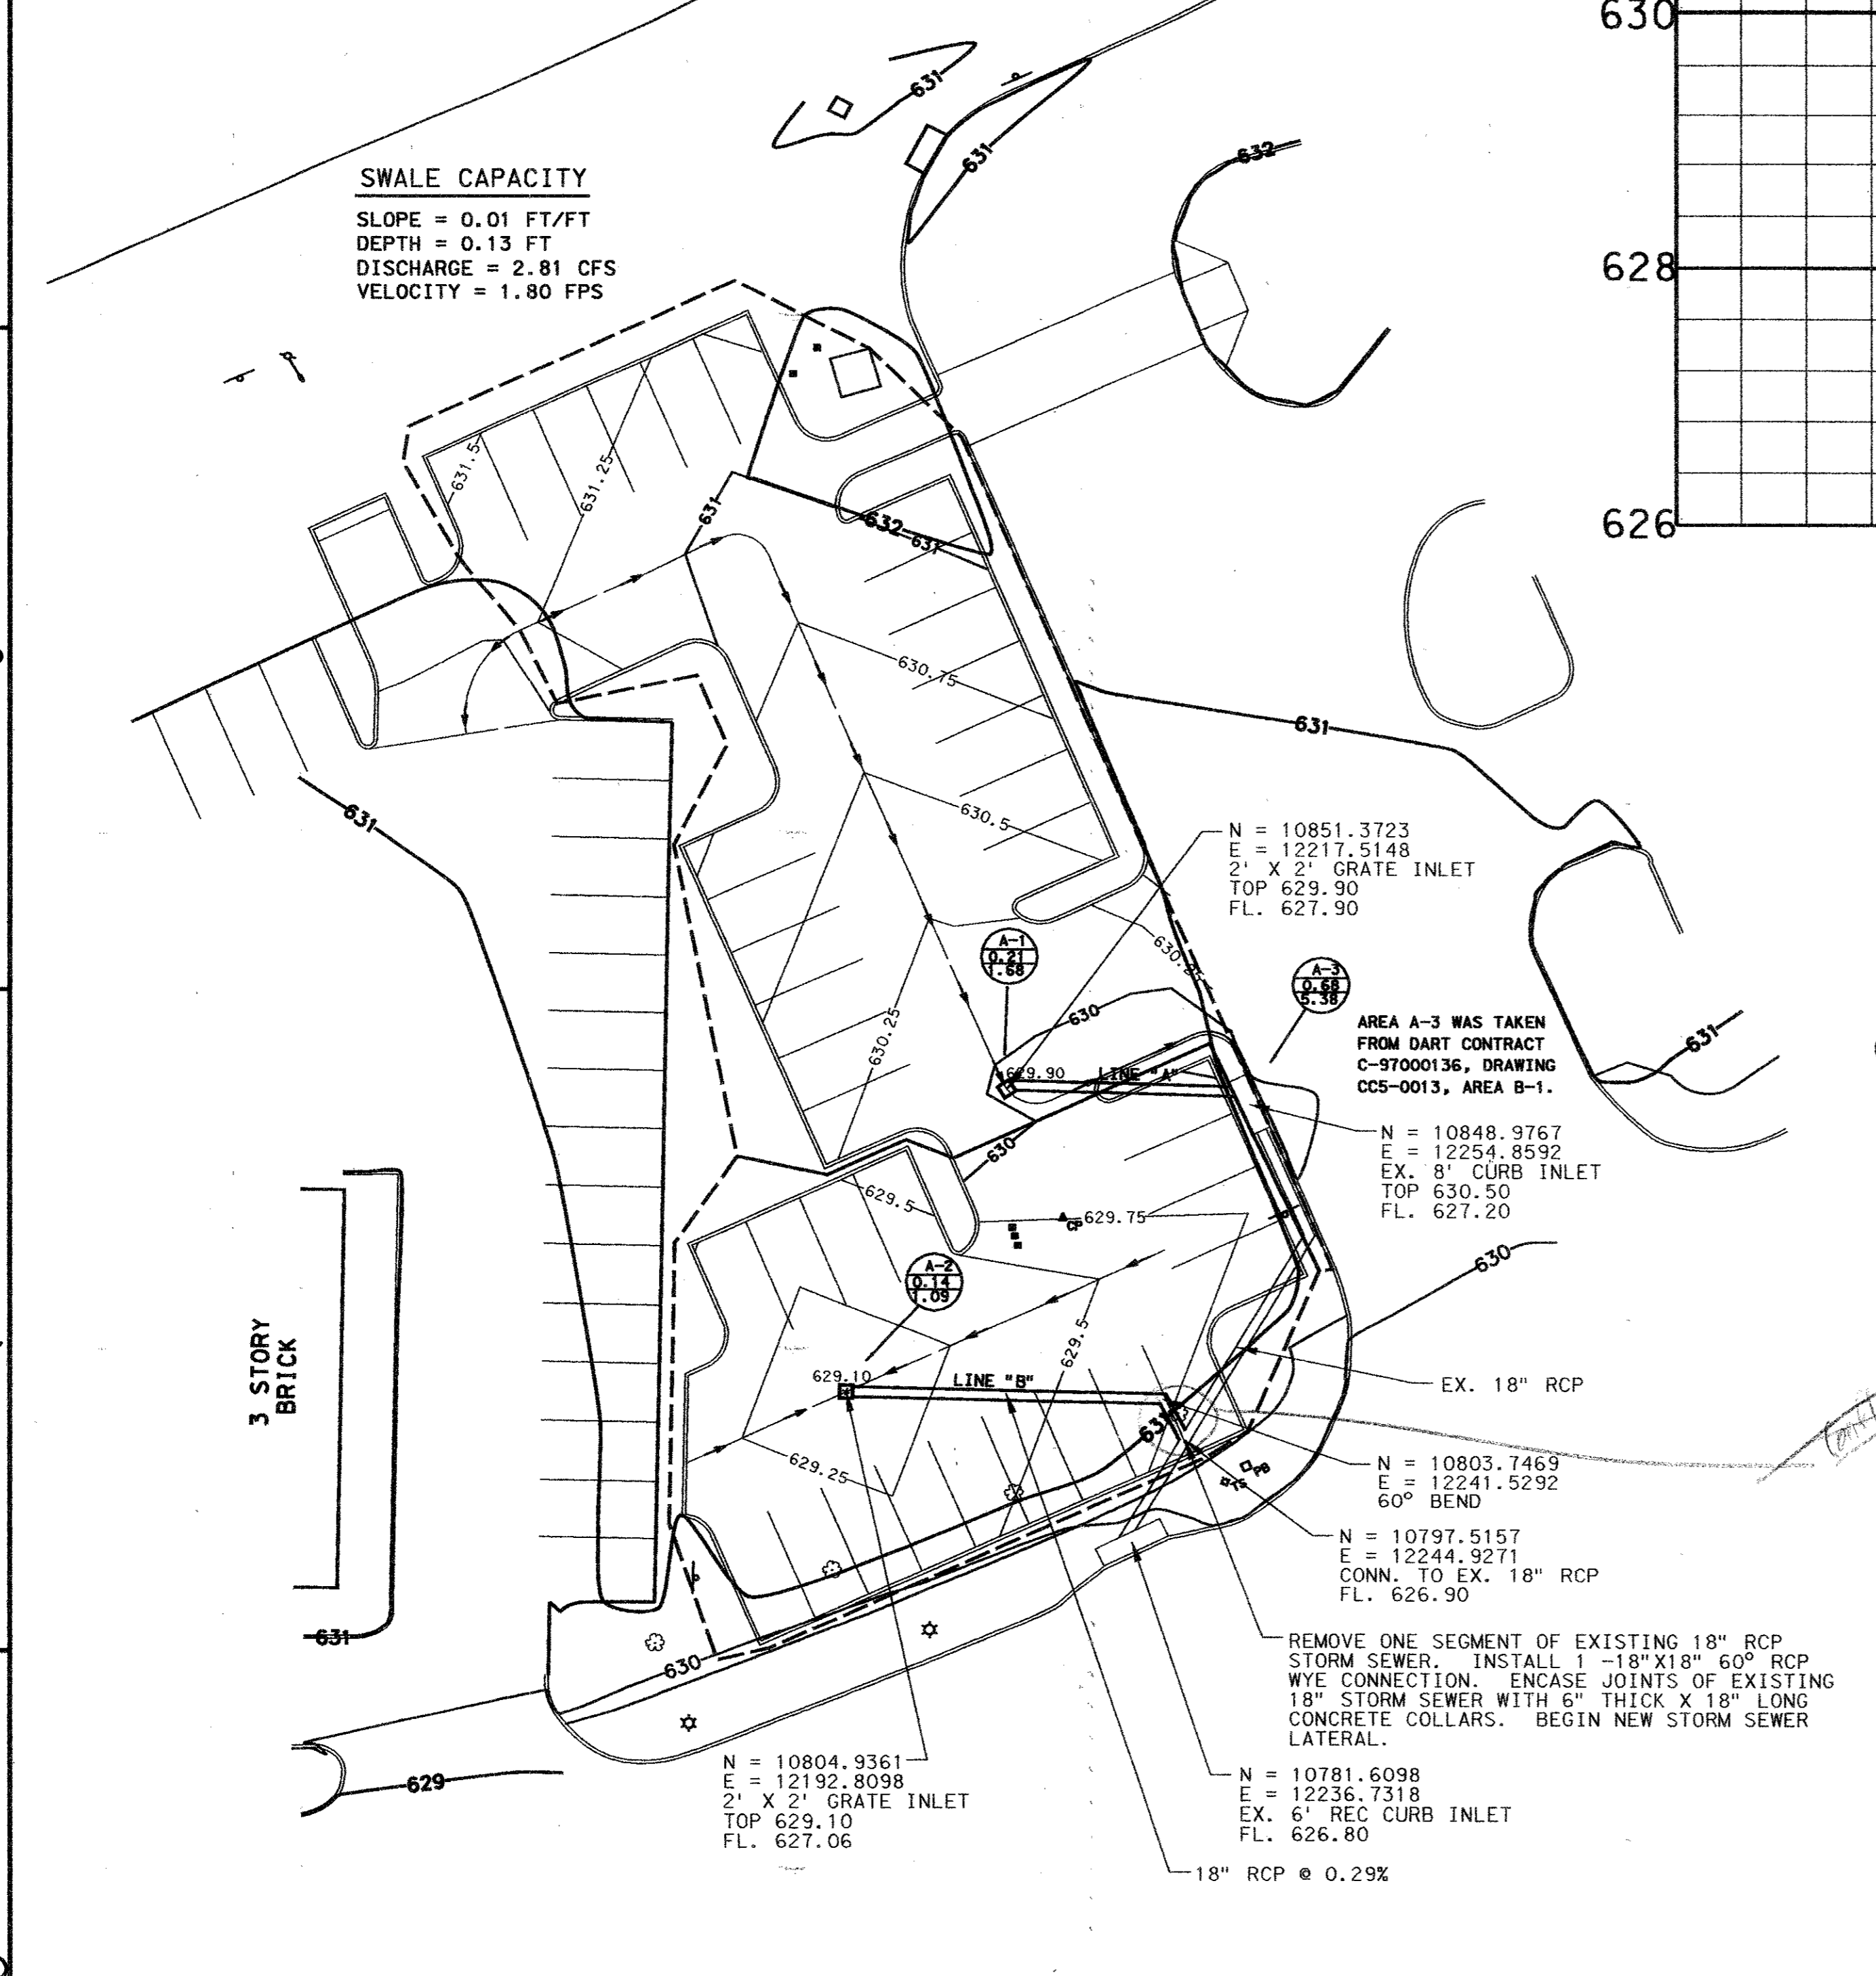 630
628
626
631
631
632
SWALE CAPACITY
SLOPE = 0.01 FT/FT
DEPTH = 0.13 FT
DISCHARGE = 2.81 CFS
VELOCITY = 1.80 FPS
631.5
631.25
631
632
631
630.75
631
631
630.5
N = 10851.3723
E = 12217.5148
2' X 2' GRATE INLET
TOP 629.90
FL. 627.90
A-1
0.21
1.68
630.25
A-3
0.68
5.38
AREA A-3 WAS TAKEN
FROM DART CONTRACT
C-97000136, DRAWING
CC5-0013, AREA B-1.
630.25
630
631
629.90
LINE "A"
N = 10848.9767
E = 12254.8592
EX. 8' CURB INLET
TOP 630.50
FL. 627.20
630
629.5
CP
629.75
630
A-2
0.14
1.09
3 STORY
BRICK
629.5
629.10
LINE "B"
EX. 18" RCP
631
629.25
TS
PB
N = 10803.7469
E = 12241.5292
60° BEND
N = 10797.5157
E = 12244.9271
CONN. TO EX. 18" RCP
FL. 626.90
631
630
REMOVE ONE SEGMENT OF EXISTING 18" RCP
STORM SEWER. INSTALL 1 -18"X18" 60° RCP
WYE CONNECTION. ENCASE JOINTS OF EXISTING
18" STORM SEWER WITH 6" THICK X 18" LONG
CONCRETE COLLARS. BEGIN NEW STORM SEWER
LATERAL.
629
N = 10804.9361
E = 12192.8098
2' X 2' GRATE INLET
TOP 629.10
FL. 627.06
N = 10781.6098
E = 12236.7318
EX. 6' REC CURB INLET
FL. 626.80
18" RCP @ 0.29%